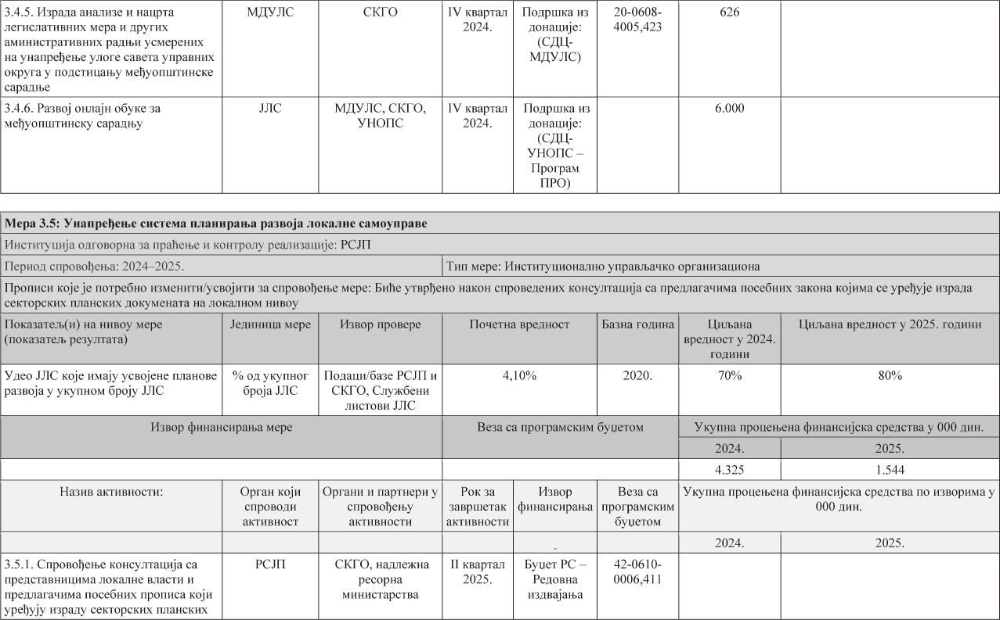 3.4.5. Израда анализе и нацрта
легислативних мера и других
аминистративних радњи усмерених
на унапређење улоге савета управних
округа у подстицању међуопштинске
сарадње
МДУЛС
СКГО
IV квартал
2024.
Подршка из
донације:
(СДЦ-
МДУЛС)
20-0608-
4005,423
626
3.4.6. Развој онлајн обуке за
међуопштинску сарадњу
ЈЛС
МДУЛС, СКГО,
УНОПС
IV квартал
2024.
Подршка из
донације:
(СДЦ-
УНОПС –
Програм
ПРО)
6.000
Мера 3.5: Унапређење система планирања развоја локалне самоуправе
Институција одговорна за праћење и контролу реализације: РСЈП
Период спровођења: 2024–2025.
Тип мере: Институционално управљачко организациона
Прописи које је потребно изменити/усвојити за спровођење мере: Биће утврђено након спроведених консултација са предлагачима посебних закона којима се уређује израда
секторских планских докумената на локалном нивоу
Показатељ(и) на нивоу мере
(показатељ резултата)
Јединица мере
Извор провере
Почетна вредност
Базна година
Циљана
вредност у 2024.
години
Циљана вредност у 2025. години
Удео ЈЛС које имају усвојене планове
развоја у укупном броју ЈЛС
% од укупног
броја ЈЛС
Подаци/базе РСЈП и
СКГО, Службени
листови ЈЛС
4,10%
2020.
70%
80%
Извор финансирања мере
Веза са програмским буџетом
Укупна процењена финансијска средства у 000 дин.
2024.
2025.
4.325
1.544
Назив активности:
Орган који
спроводи
активност
Органи и партнери у
спровођењу
активности
Рок за
завршетак
активности
Извор
финансирања
Веза са
програмским
буџетом
Укупна процењена финансијска средства по изворима у
000 дин.
2024.
2025.
3.5.1. Спровођење консултација са
представницима локалне власти и
предлагачима посебних прописа који
уређују израду секторских планских
РСЈП
СКГО, надлежна
ресорна
министарства
II квартал
2025.
Буџет РС –
Редовна
издвајања
42-0610-
0006,411